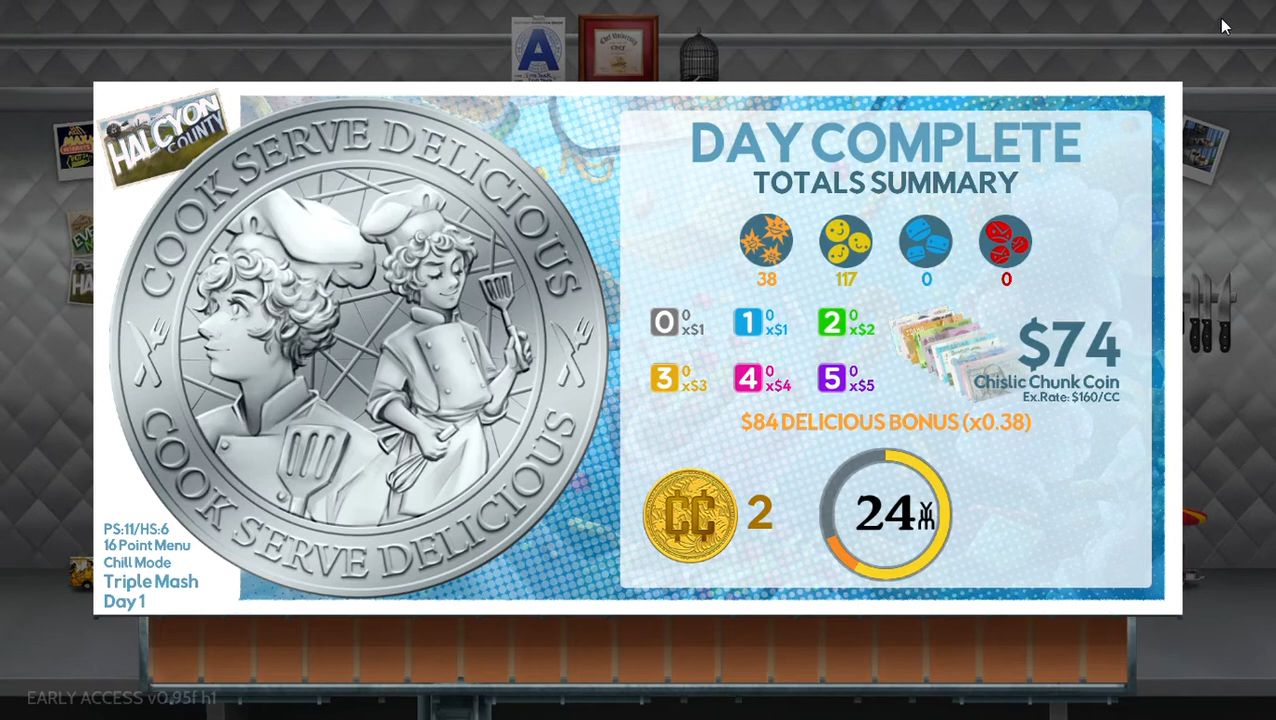 A
Chef University
HALCYON
COUNTY
COOK SERVE DELICIOUS
COOK SERVE DELICIOUS
PS:11/HS:6
16 Point Menu
Chill Mode
Triple Mash
Day 1
DAY COMPLETE
TOTALS SUMMARY
38 117 0 0
0 0 x$1 1 0 x$1 2 0 x$2
3 0 x$3 4 0 x$4 5 0 x$5
$74
Chislic Chunk Coin
Ex.Rate: $160/CC
$84 DELICIOUS BONUS (x0.38)
CC 2 24
EARLY ACCESS v0.95f h1